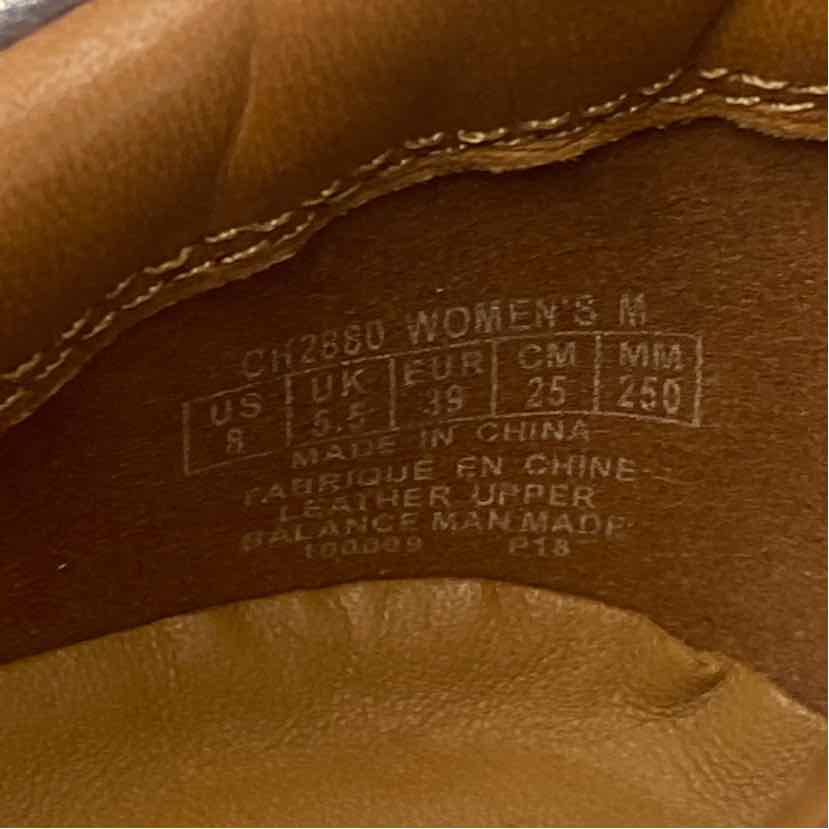 CH2880 WOMEN'S M
US UK EUR CM MM
8 5.5 39 25 250
MADE IN CHINA
FABRIQUE EN CHINE
LEATHER UPPER
BALANCE MAN MADE
100009 P18